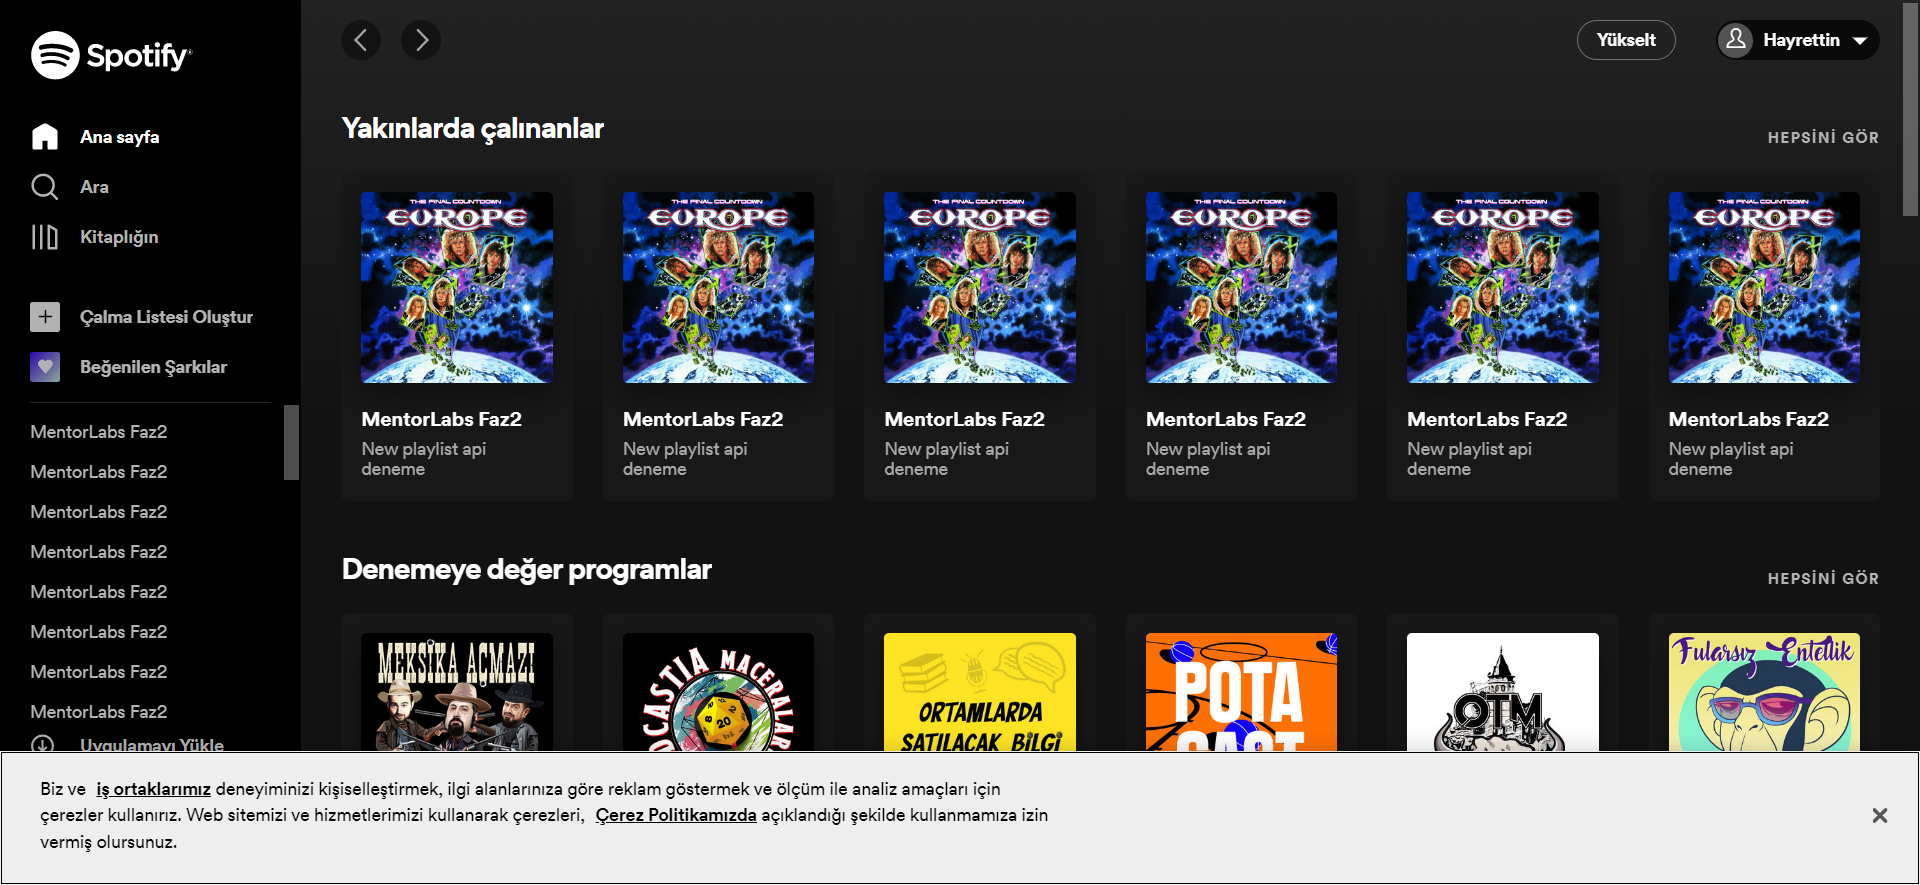 Spotify
Ana sayfa
Ara
Kitaplığın
Çalma Listesi Oluştur
Beğenilen Şarkılar
MentorLabs Faz2
MentorLabs Faz2
MentorLabs Faz2
MentorLabs Faz2
MentorLabs Faz2
MentorLabs Faz2
MentorLabs Faz2
MentorLabs Faz2
Uygulamayı Yükle
Yükselt
Hayrettin
Yakınlarda çalınanlar
HEPSİNİ GÖR
THE FINAL COUNTDOWN
EUROPE
MentorLabs Faz2
New playlist api
deneme
THE FINAL COUNTDOWN
EUROPE
MentorLabs Faz2
New playlist api
deneme
THE FINAL COUNTDOWN
EUROPE
MentorLabs Faz2
New playlist api
deneme
THE FINAL COUNTDOWN
EUROPE
MentorLabs Faz2
New playlist api
deneme
THE FINAL COUNTDOWN
EUROPE
MentorLabs Faz2
New playlist api
deneme
THE FINAL COUNTDOWN
EUROPE
MentorLabs Faz2
New playlist api
deneme
Denemeye değer programlar
HEPSİNİ GÖR
MEKSİKA AÇMAZI
20
ORTAMLARDA
SATILACAK BİLGİ
POTA
CAST
OTM
Fularsız Entellik
Biz ve iş ortaklarımız deneyiminizi kişiselleştirmek, ilgi alanlarınıza göre reklam göstermek ve ölçüm ile analiz amaçları için
çerezler kullanırız. Web sitemizi ve hizmetlerimizi kullanarak çerezleri, Çerez Politikamızda açıklandığı şekilde kullanmamıza izin
vermiş olursunuz.